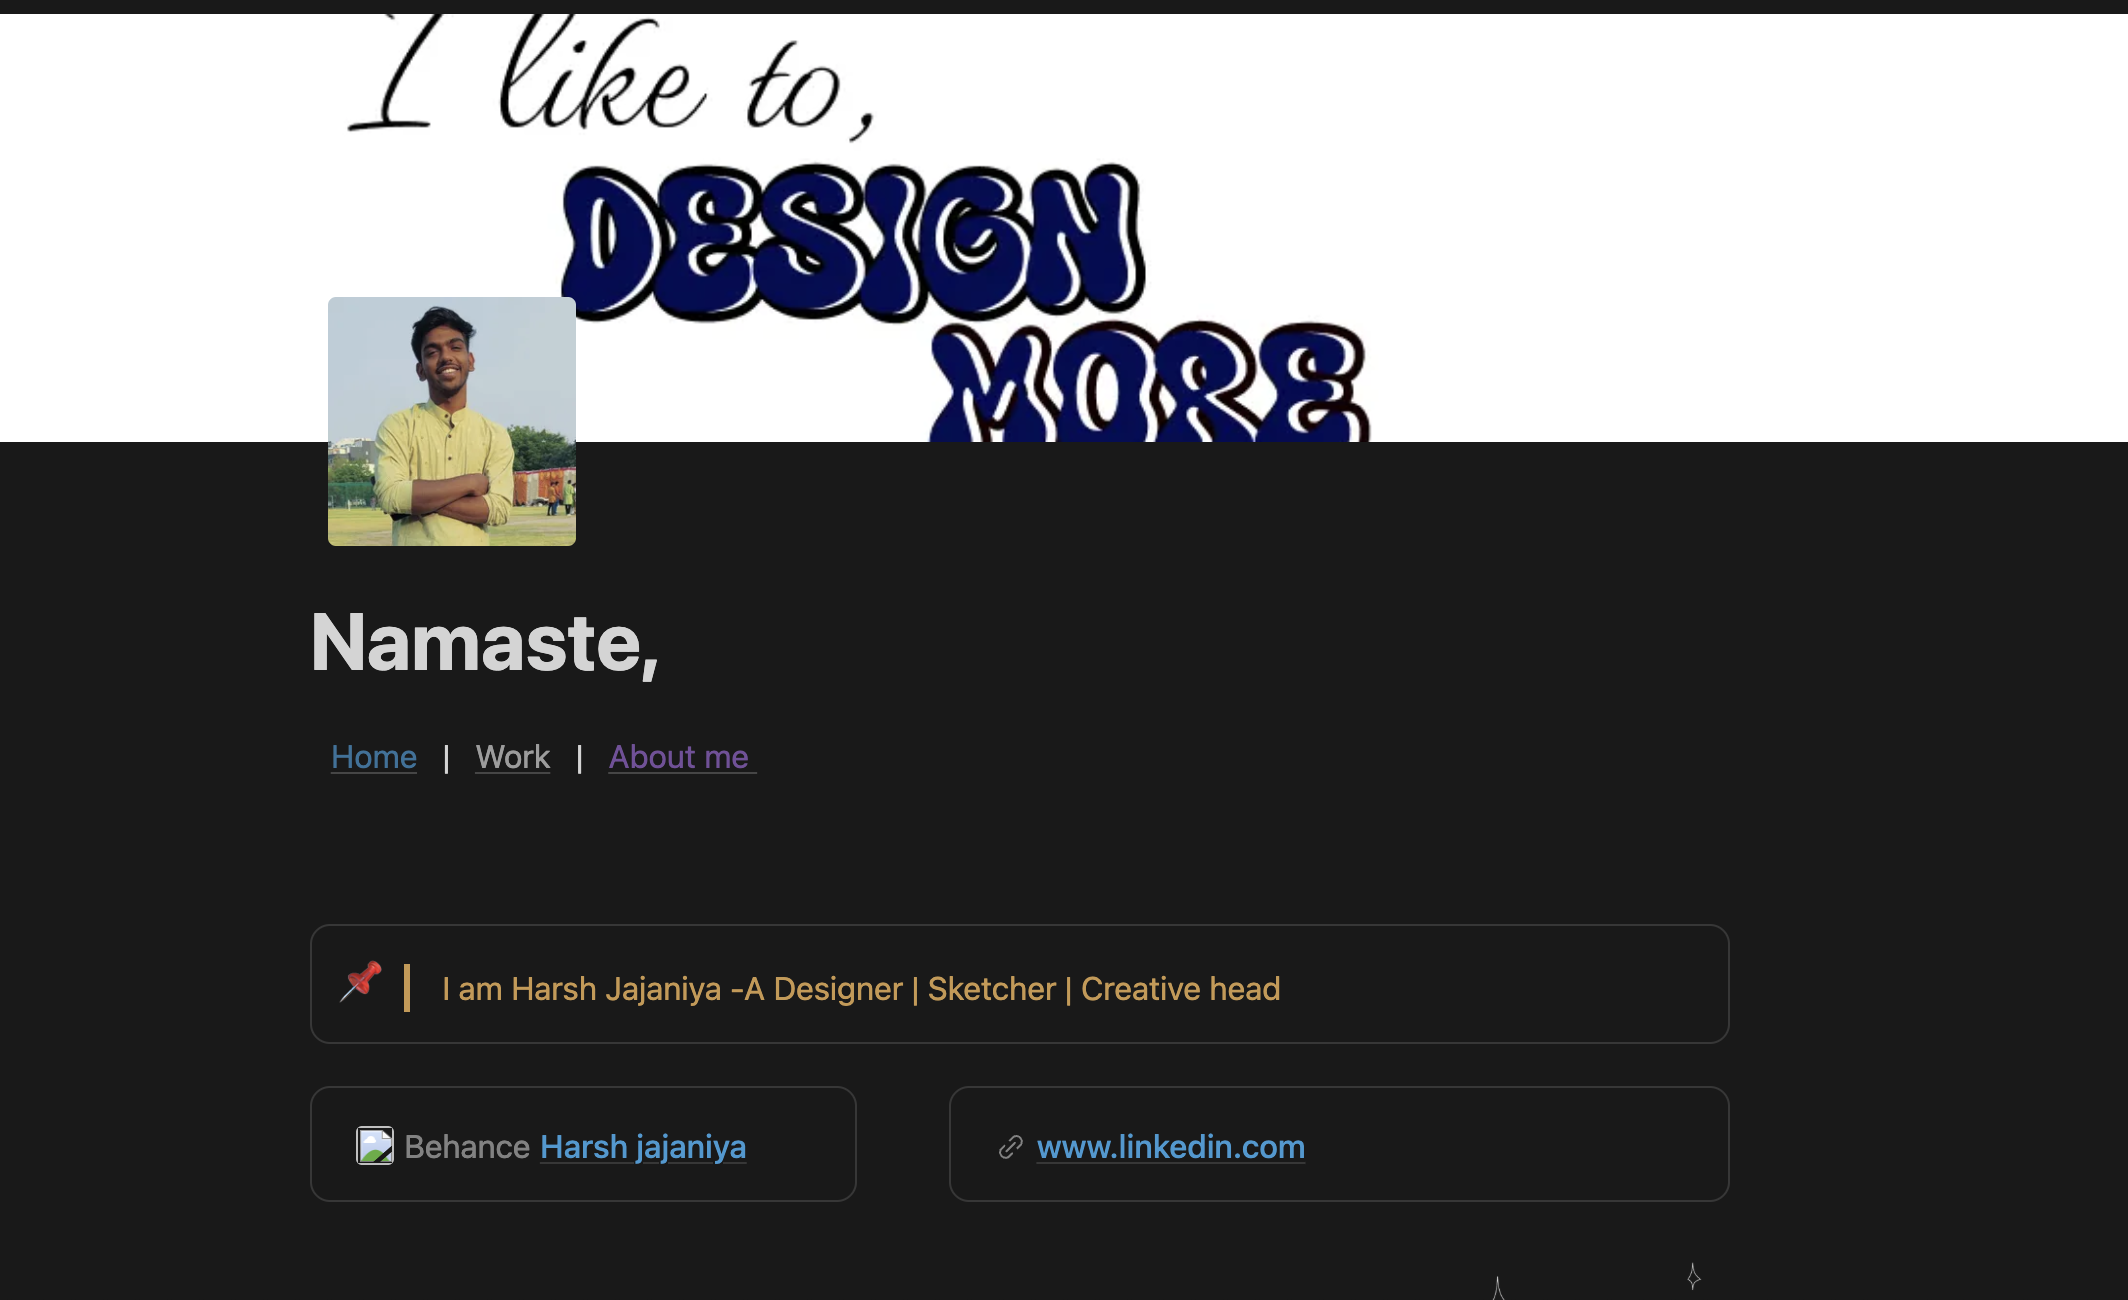 I like to,
DESIGN
MORE
Namaste,
Home | Work | About me
I am Harsh Jajaniya -A Designer | Sketcher | Creative head
Behance Harsh jajaniya
www.linkedin.com